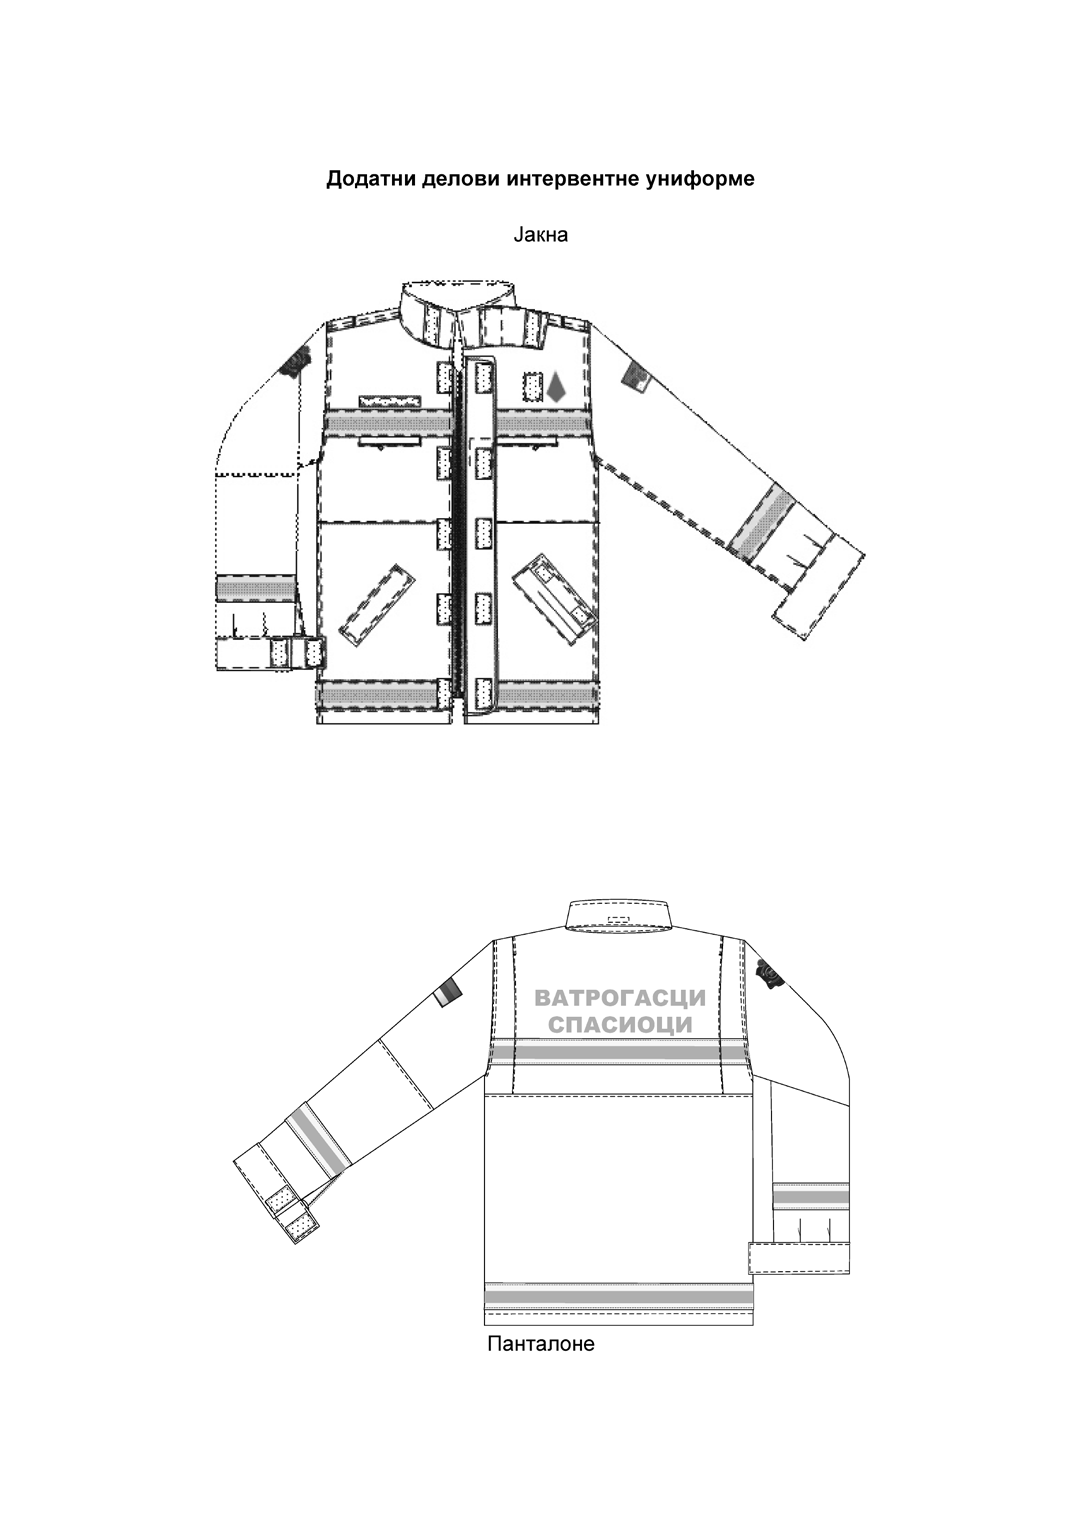 Додатни делови интервентне униформе
Јакна
ВАТРОГАСЦИ
СПАСИОЦИ
Панталоне